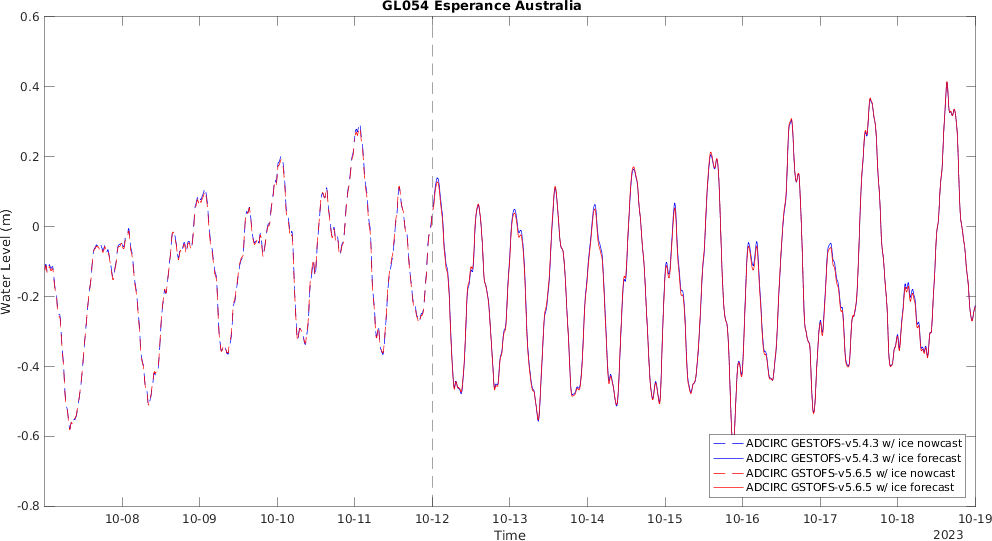 GL054 Esperance Australia
Water Level (m)
0.6
0.4
0.2
0
-0.2
-0.4
-0.6
-0.8
ADCIRC GESTOFS-v5.4.3 w/ ice nowcast
ADCIRC GESTOFS-v5.4.3 w/ ice forecast
ADCIRC GSTOFS-v5.6.5 w/ ice nowcast
ADCIRC GSTOFS-v5.6.5 w/ ice forecast
10-08 10-09 10-10 10-11 10-12 10-13 10-14 10-15 10-16 10-17 10-18 10-19
Time
2023